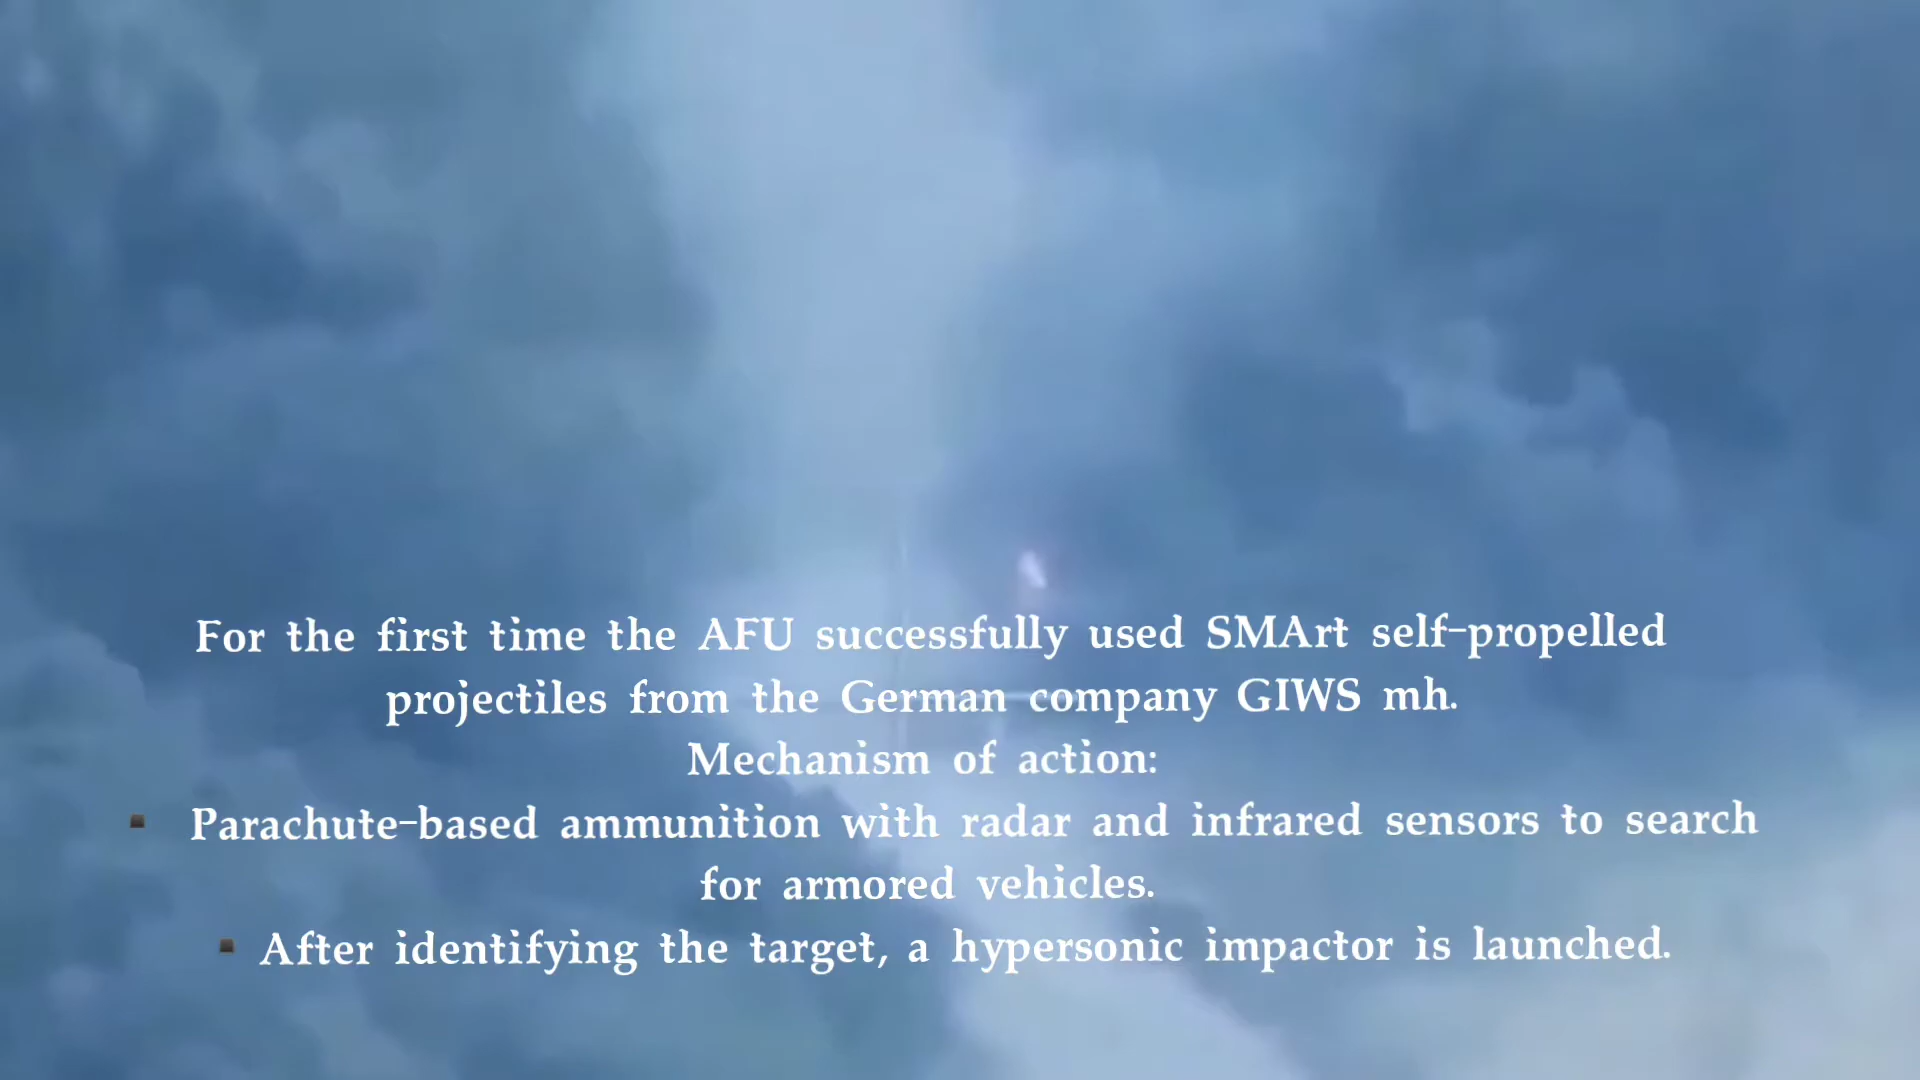 For the first time the AFU successfully used SMArt self-propelled
projectiles from the German company GIWS mh.
Mechanism of action:
▪ Parachute-based ammunition with radar and infrared sensors to search
for armored vehicles.
▪ After identifying the target, a hypersonic impactor is launched.